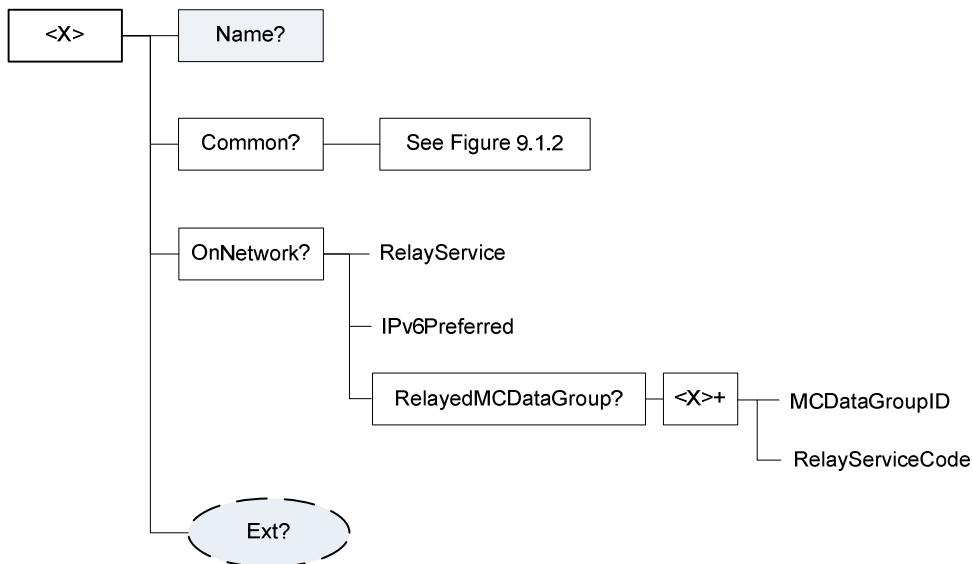 <X>
Name?
Common?
See Figure 9.1.2
OnNetwork?
RelayService
IPv6Preferred
RelayedMCDataGroup?
<X>+
MCDataGroupID
RelayServiceCode
Ext?